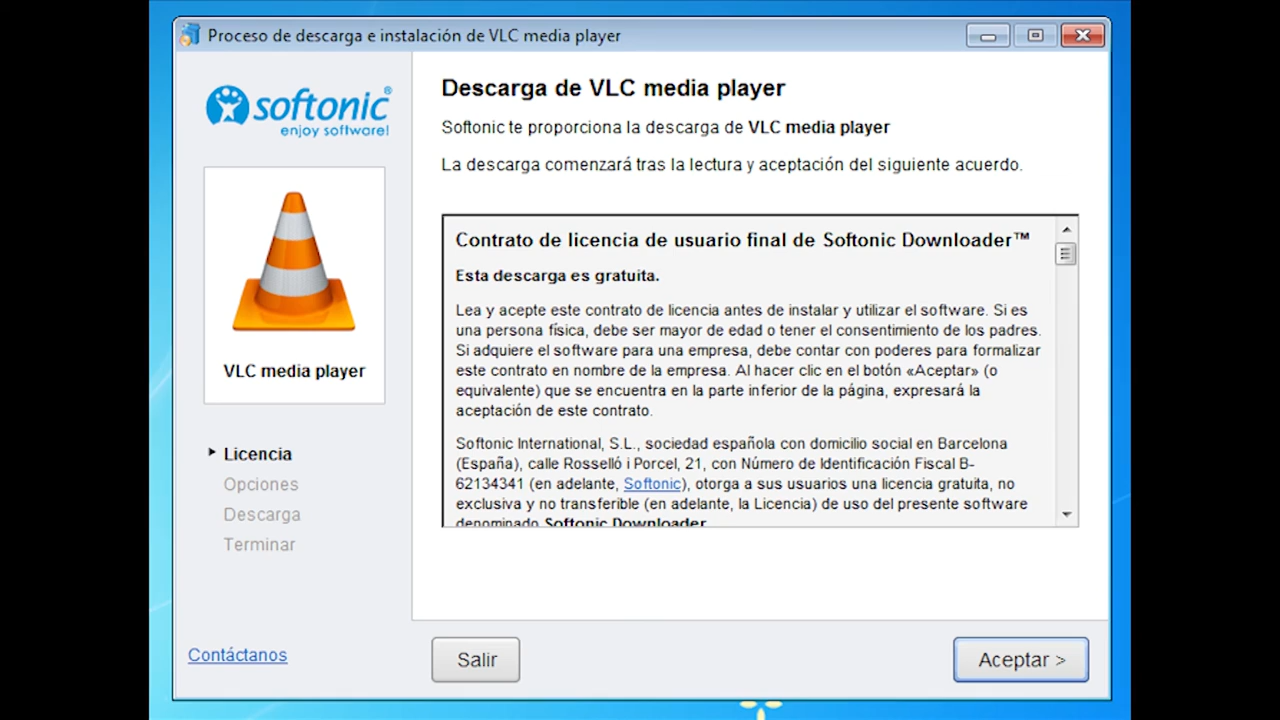 Proceso de descarga e instalación de VLC media player
softonic®
enjoy software!
VLC media player
Licencia
Opciones
Descarga
Terminar
Contáctanos
Descarga de VLC media player
Softonic te proporciona la descarga de VLC media player
La descarga comenzará tras la lectura y aceptación del siguiente acuerdo.
Contrato de licencia de usuario final de Softonic Downloader™
Esta descarga es gratuita.
Lea y acepte este contrato de licencia antes de instalar y utilizar el software. Si es
una persona física, debe ser mayor de edad o tener el consentimiento de los padres.
Si adquiere el software para una empresa, debe contar con poderes para formalizar
este contrato en nombre de la empresa. Al hacer clic en el botón «Aceptar» (o
equivalente) que se encuentra en la parte inferior de la página, expresará la
aceptación de este contrato.
Softonic International, S.L., sociedad española con domicilio social en Barcelona
(España), calle Rosselló i Porcel, 21, con Número de Identificación Fiscal B-
62134341 (en adelante, Softonic), otorga a sus usuarios una licencia gratuita, no
exclusiva y no transferible (en adelante, la Licencia) de uso del presente software
denominado Softonic Downloader
Salir
Aceptar >